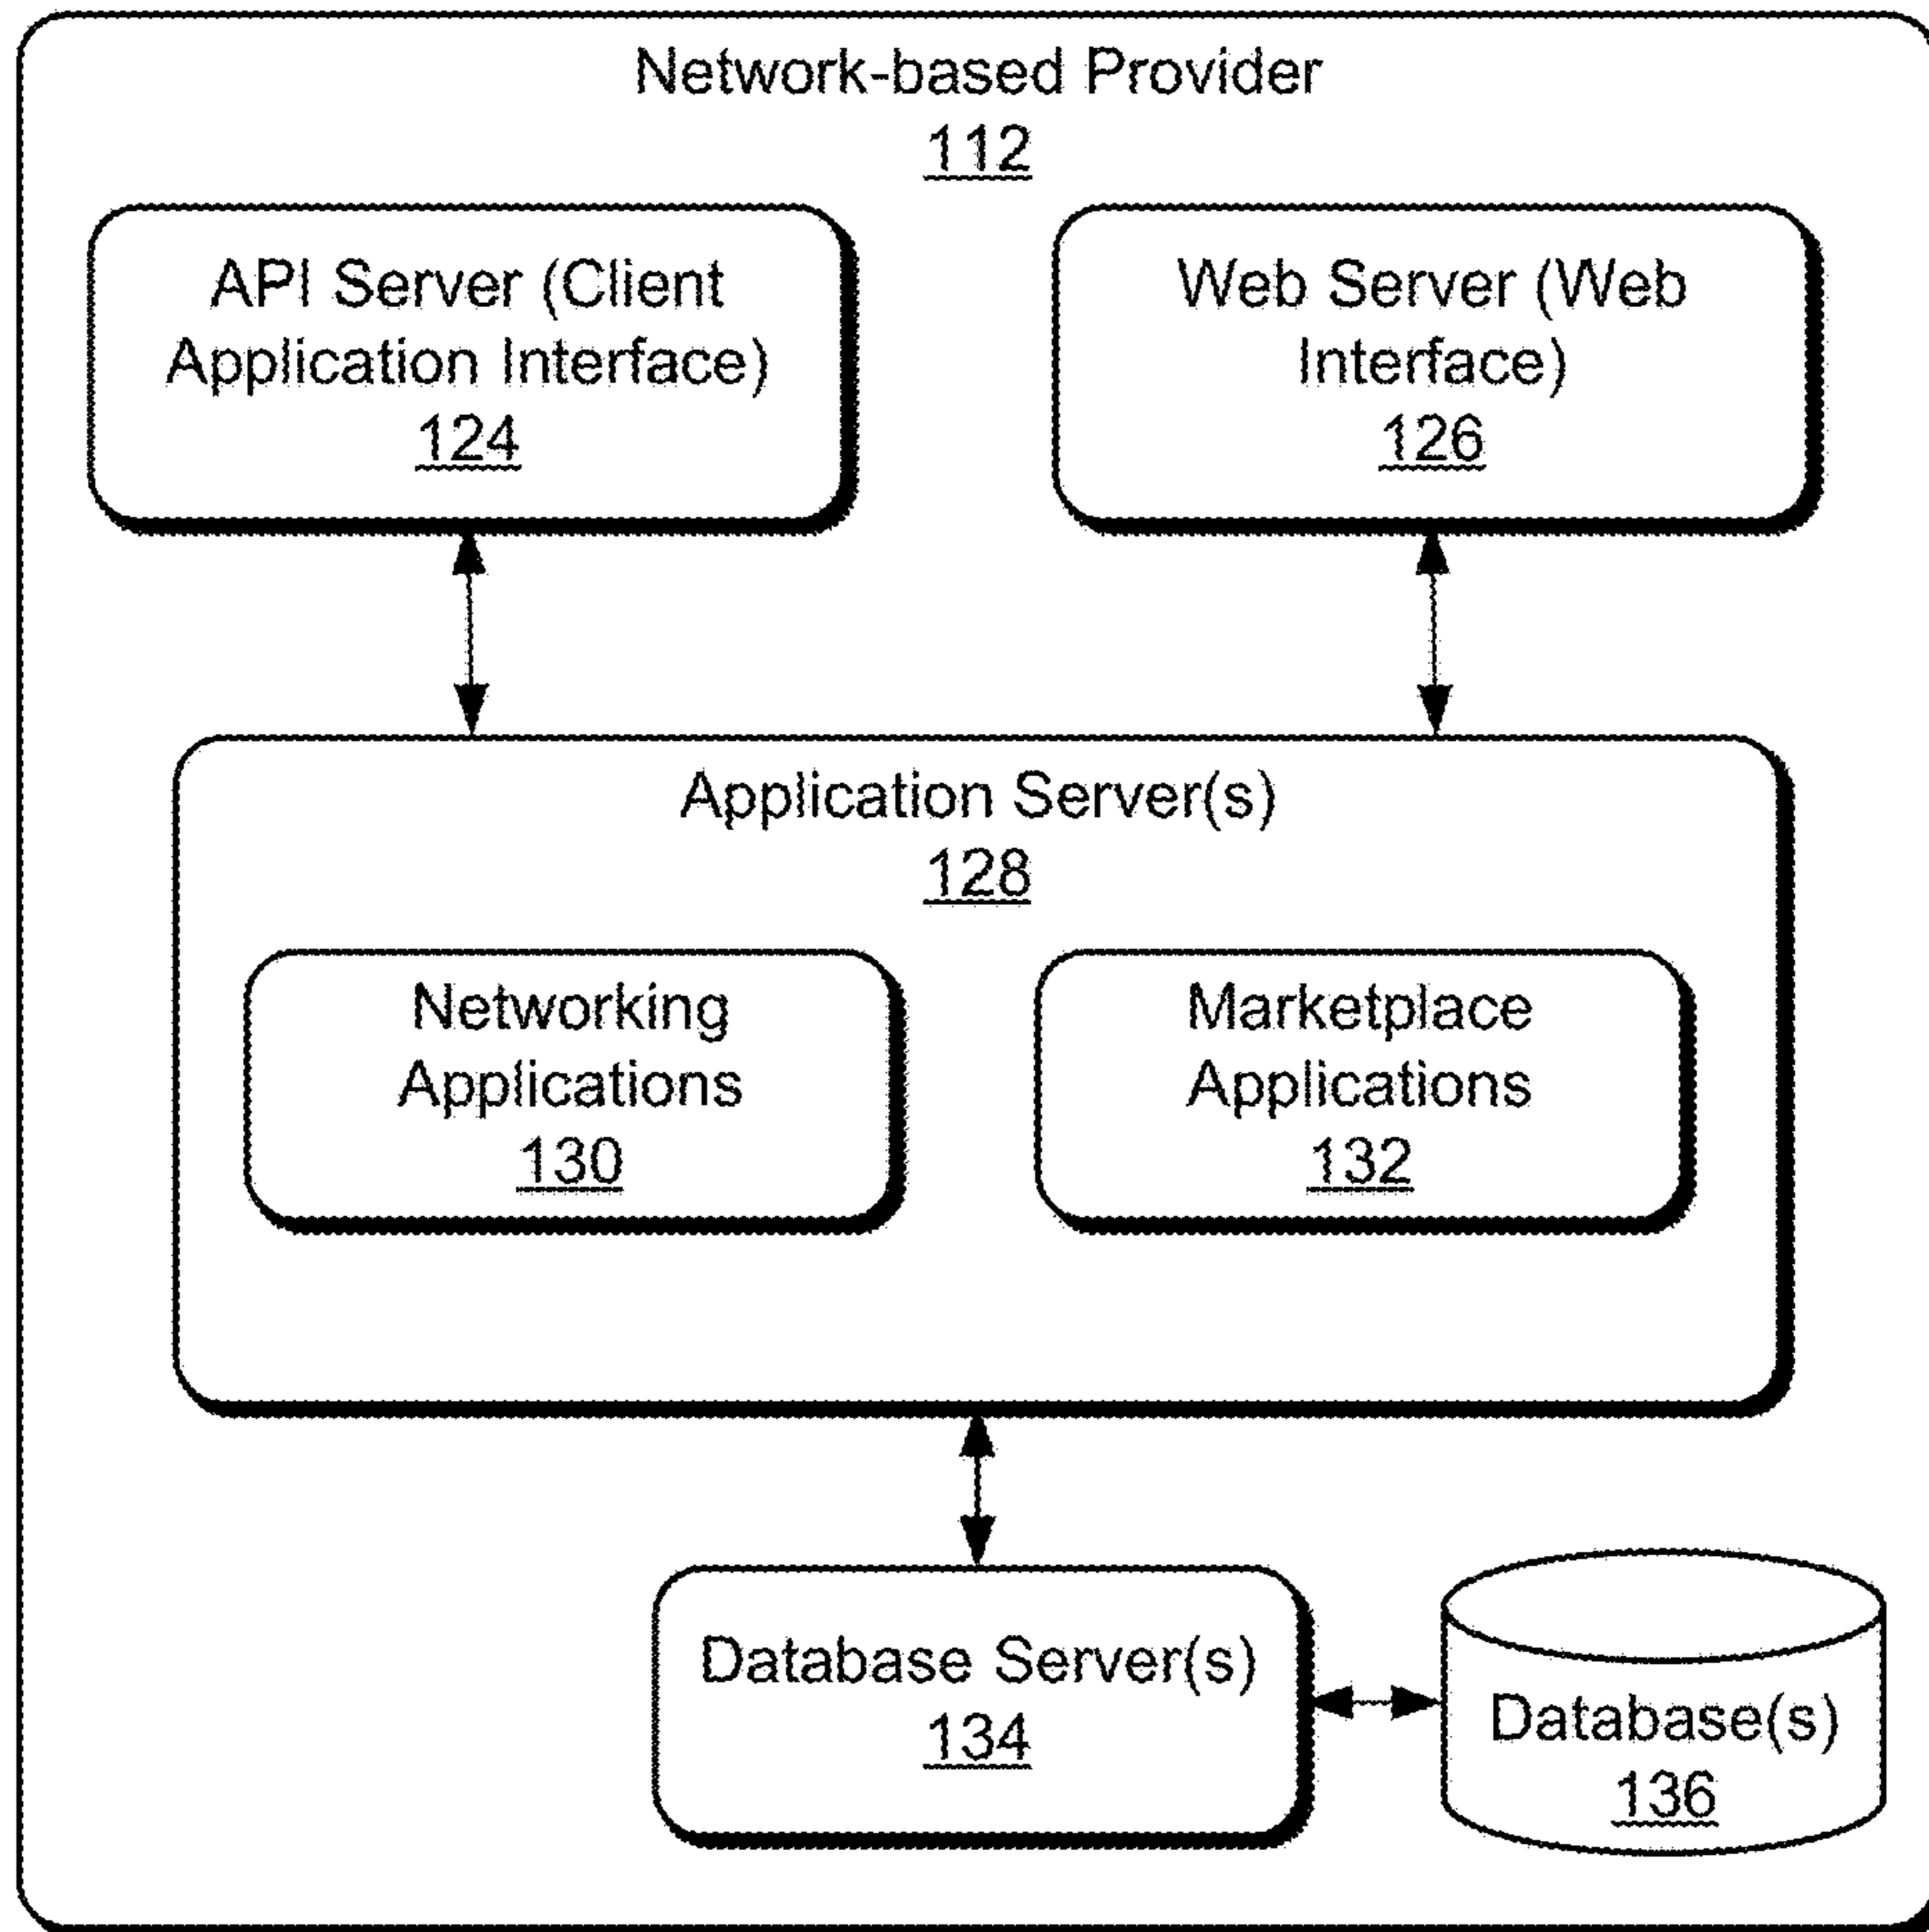 Network-based Provider
112
API Server (Client
Application Interface)
124
Web Server (Web
Interface)
126
Application Server(s)
128
Networking
Applications
130
Marketplace
Applications
132
Database Server(s)
134
Database(s)
136